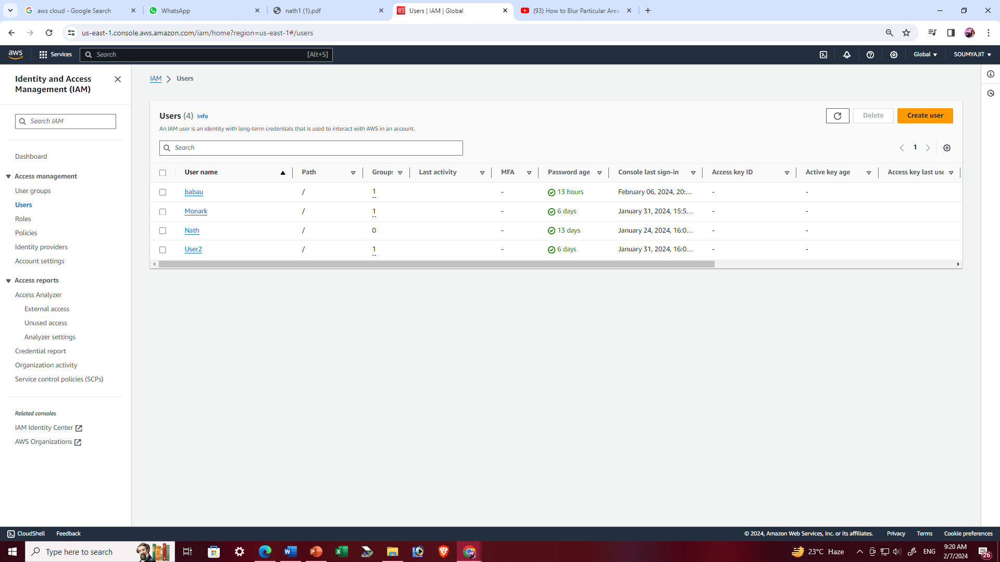 aws cloud - Google Search
WhatsApp
nath1 (1).pdf
Users | IAM | Global
(93) How to Blur Particular Area
us-east-1.console.aws.amazon.com/iam/home?region=us-east-1#/users
aws
Services
Search
[Alt+S]
Global
SOUMYAJIT
Identity and Access
Management (IAM)
Search IAM
Dashboard
Access management
User groups
Users
Roles
Policies
Identity providers
Account settings
Access reports
Access Analyzer
External access
Unused access
Analyzer settings
Credential report
Organization activity
Service control policies (SCPs)
Related consoles
IAM Identity Center
AWS Organizations
IAM > Users
Users (4) Info
An IAM user is an identity with long-term credentials that is used to interact with AWS in an account.
Delete
Create user
Search
1
User name Path Groups Last activity MFA Password age Console last sign-in Access key ID Active key age Access key last use
babau / 1 - 13 hours February 06, 2024, 20:... - -
Monark / 1 - 6 days January 31, 2024, 15:5... - -
Nath / 0 - 13 days January 24, 2024, 16:0... - -
User2 / 1 - 6 days January 31, 2024, 16:0... - -
CloudShell
Feedback
© 2024, Amazon Web Services, Inc. or its affiliates.
Privacy
Terms
Cookie preferences
Type here to search
23°C Haze
ENG
9:20 AM
2/7/2024
26